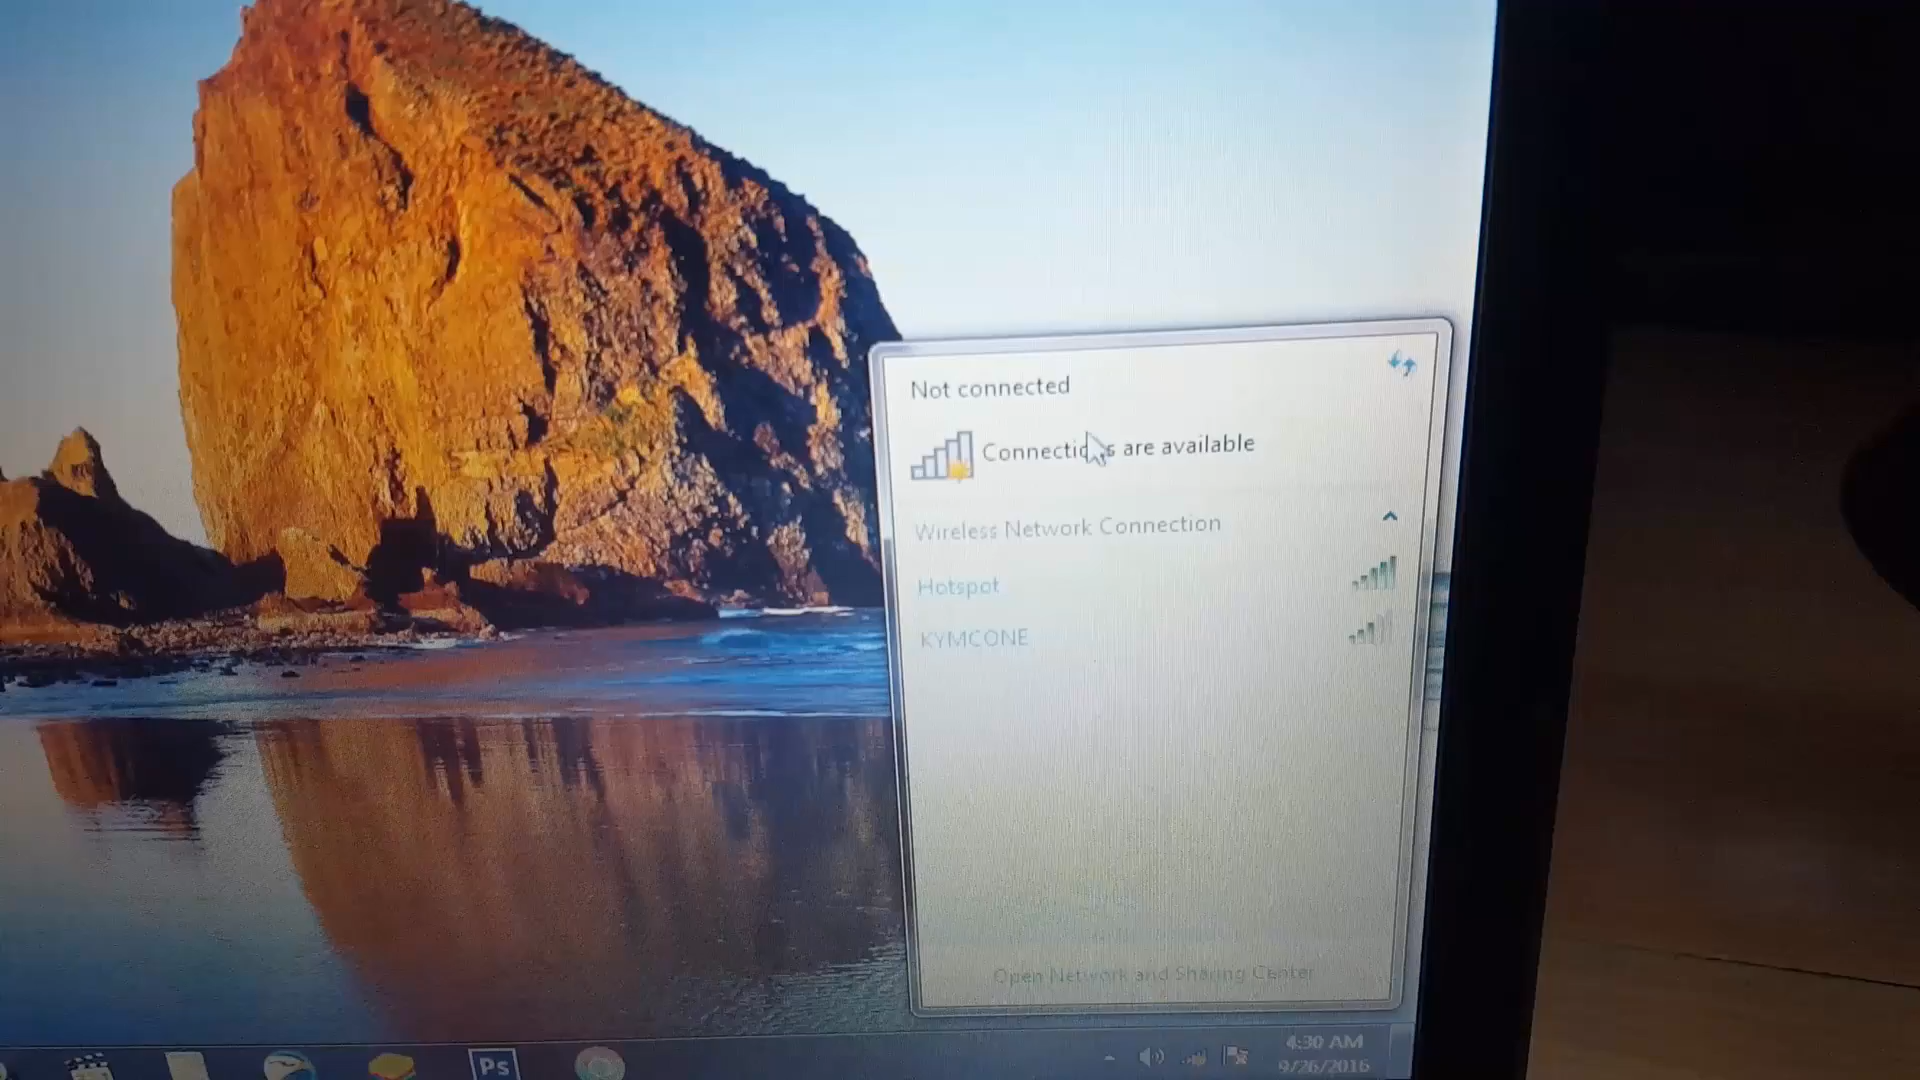 Not connected
Connections are available
Wireless Network Connection
Hotspot
KYMCONE
Open Network and Sharing Center
Ps
4:30 AM
9/26/2016